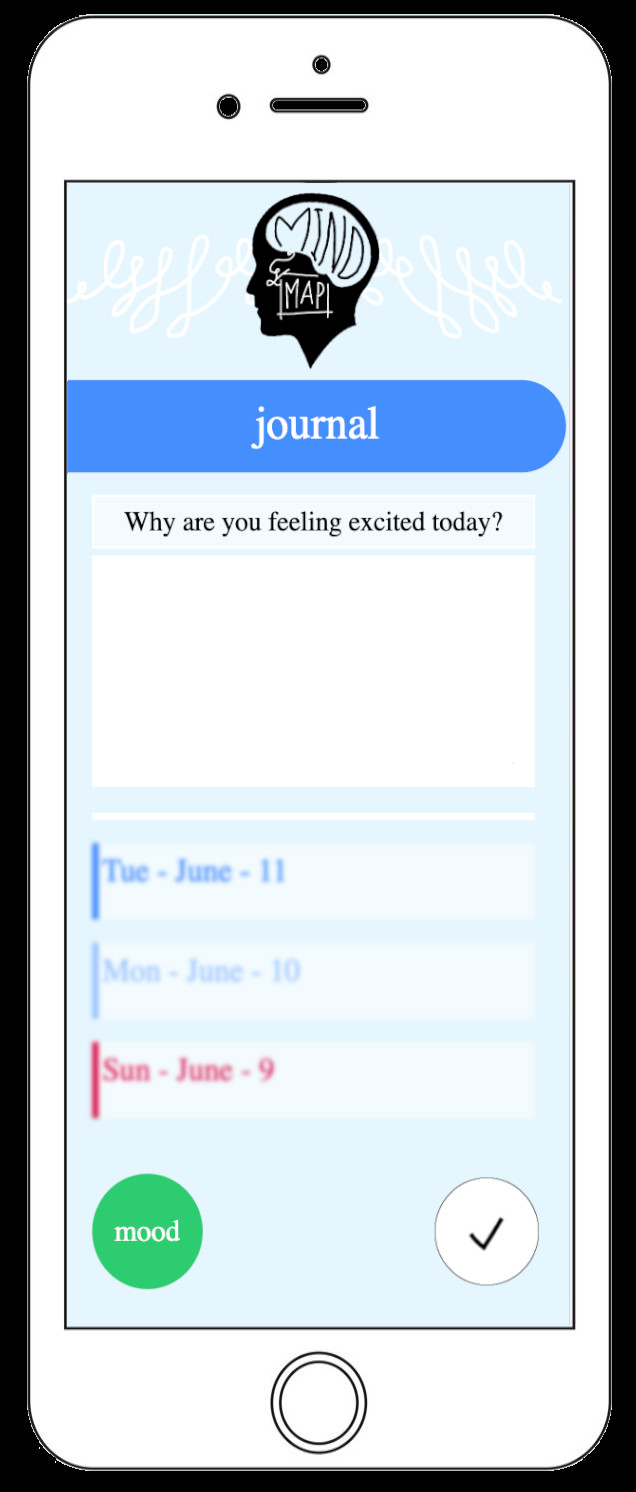 MIND
MAP
journal
Why are you feeling excited today?
Tue - June - 11
Mon - June - 10
Sun - June - 9
mood